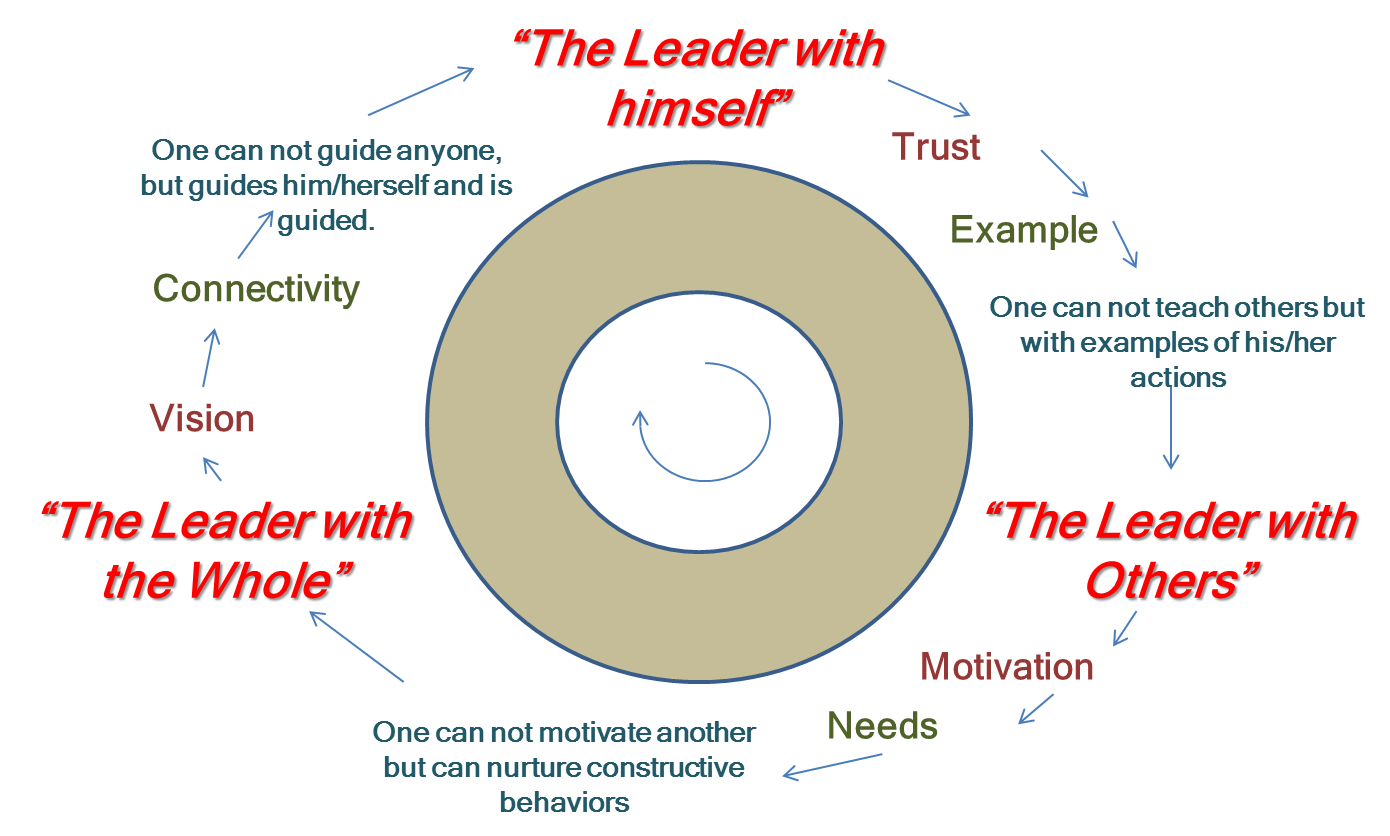 “The Leader with
himself”
Trust
Example
One can not teach others but
with examples of his/her
actions
“The Leader with
Others”
Motivation
Needs
One can not motivate another
but can nurture constructive
behaviors
“The Leader with
the Whole”
Vision
Connectivity
One can not guide anyone,
but guides him/herself and is
guided.